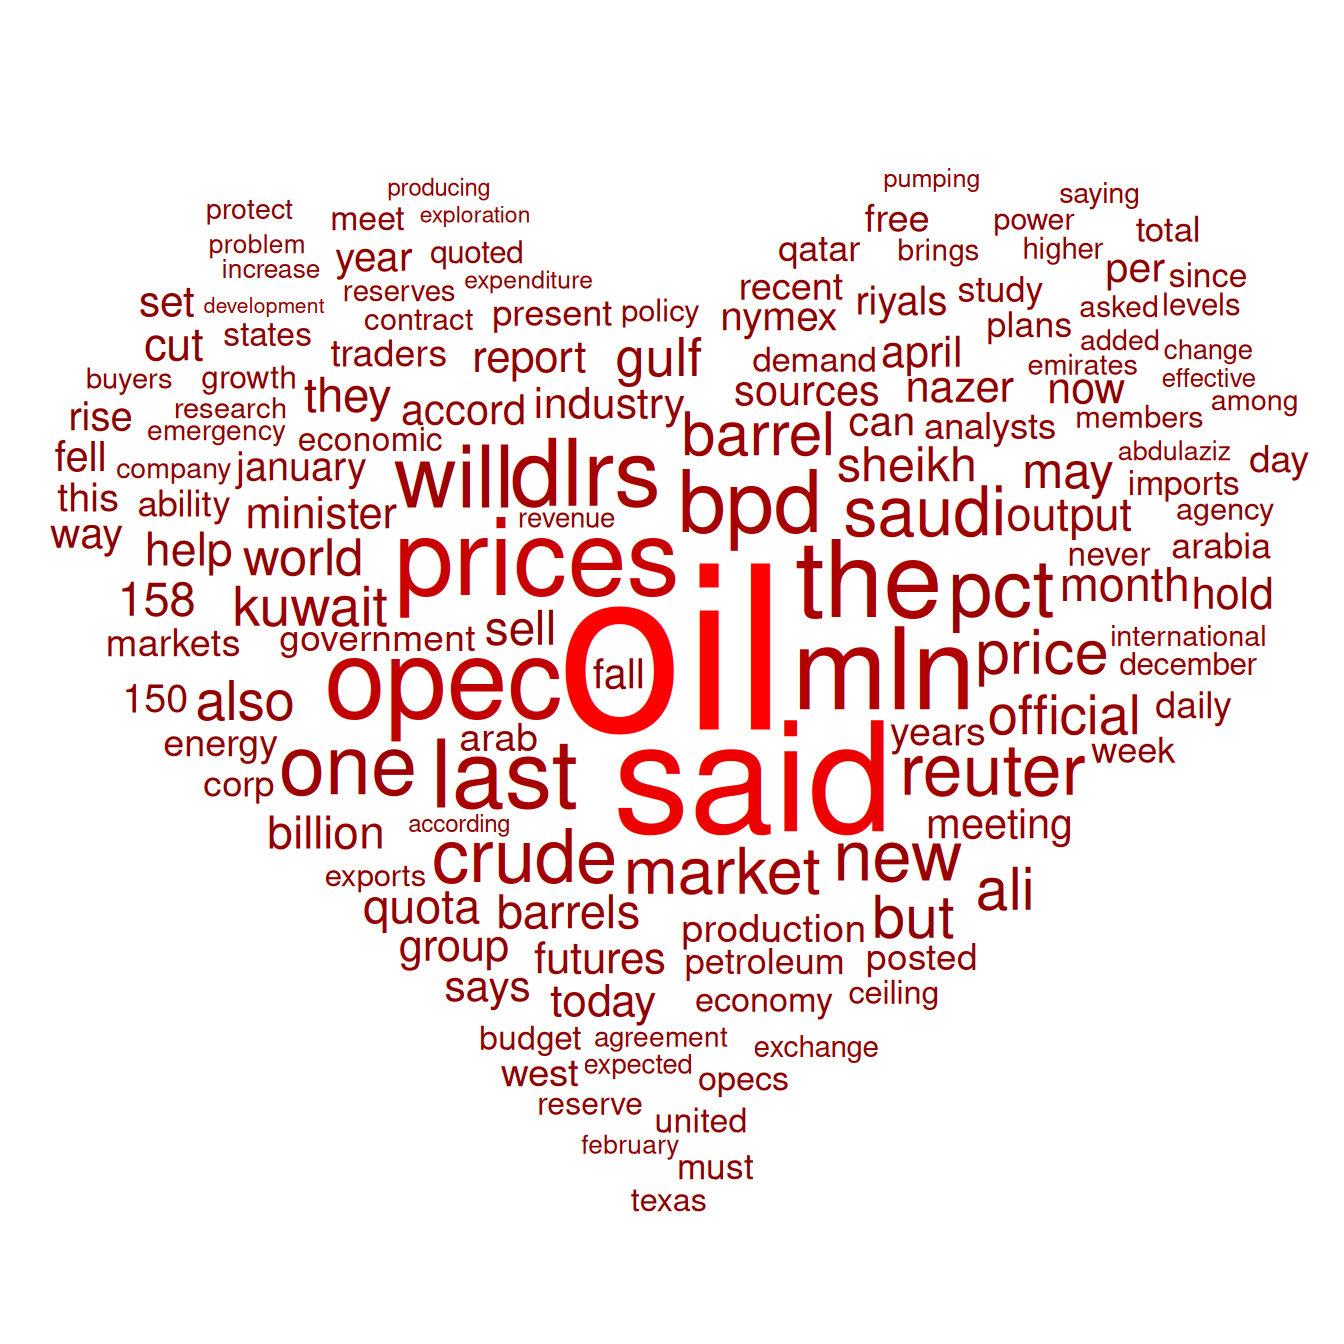 producing pumping
protect meet exploration free power saying total
problem year quoted qatar brings higher
increase reserves expenditure recent riyals study per since
set development contract present policy nymex plans asked levels
cut states traders report gulf demand april added change
buyers growth they accord industry sources nazer now emirates effective
rise research barrel can analysts members among
emergency economic
fell company january will dlrs sheikh may abdulaziz day
this ability minister revenue bpd saudi output imports agency
way help world prices the pct never arabia
158 kuwait oil month hold
markets government sell price international
150 also opec fall mln official december daily
energy one arab last said years reuter week
corp
billion according meeting
exports crude market new ali
quota barrels production but
group futures petroleum posted
says today economy ceiling
budget agreement exchange
west expected opecs
reserve united
february must
texas